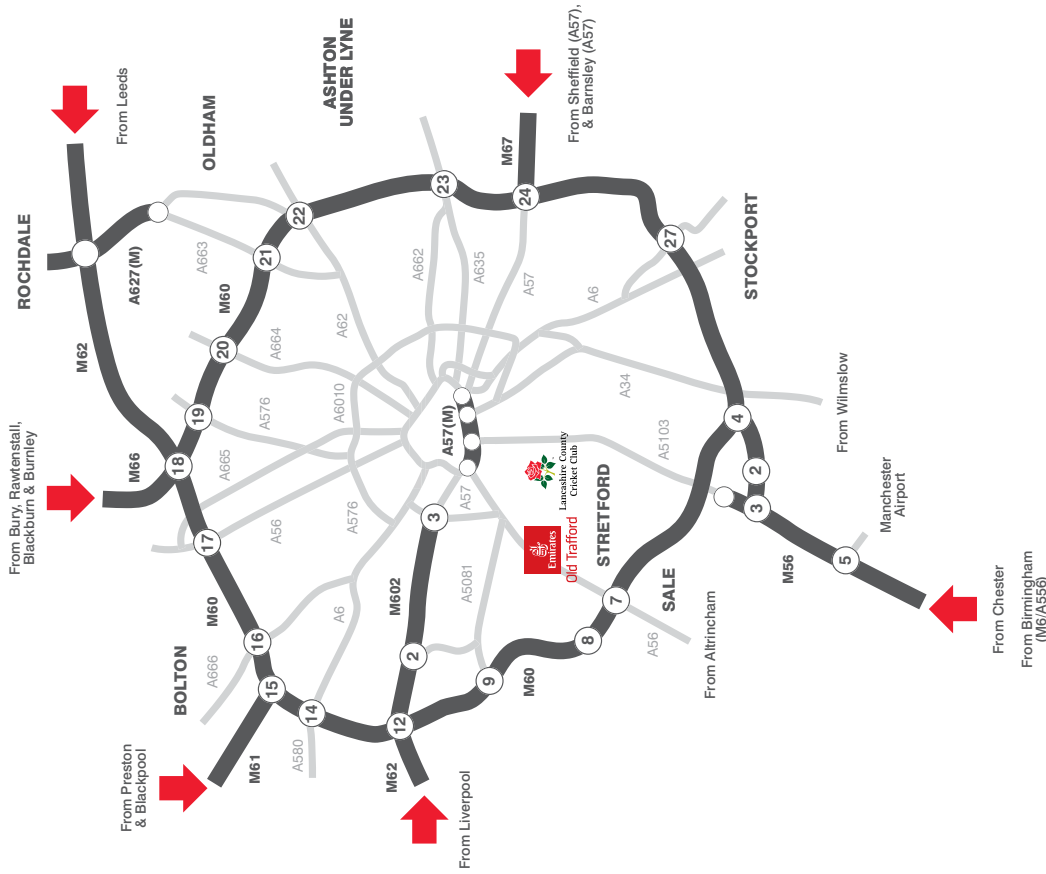 From Leeds
ROCHDALE
OLDHAM
ASHTON
UNDER LYNE
From Sheffield (A57),
& Barnsley (A57)
M67
A627(M)
M62
M60
A663
A664
A62
A662
A635
A57
A6
STOCKPORT
23
24
22
21
20
27
From Bury, Rawtenstall,
Blackburn & Burnley
M66
18
19
A576
A665
A6010
A57(M)
A34
A5103
4
2
3
5
From Wilmslow
Manchester
Airport
17
A56
A576
A57
3
Lancashire County
Cricket Club
Emirates
Old Trafford
STRETFORD
M60
16
A6
M602
A5081
2
7
8
SALE
M56
A56
From Altrincham
From Chester
From Birmingham
(M6/A556)
BOLTON
A666
15
14
12
9
M60
M61
A580
M62
From Preston
& Blackpool
From Liverpool